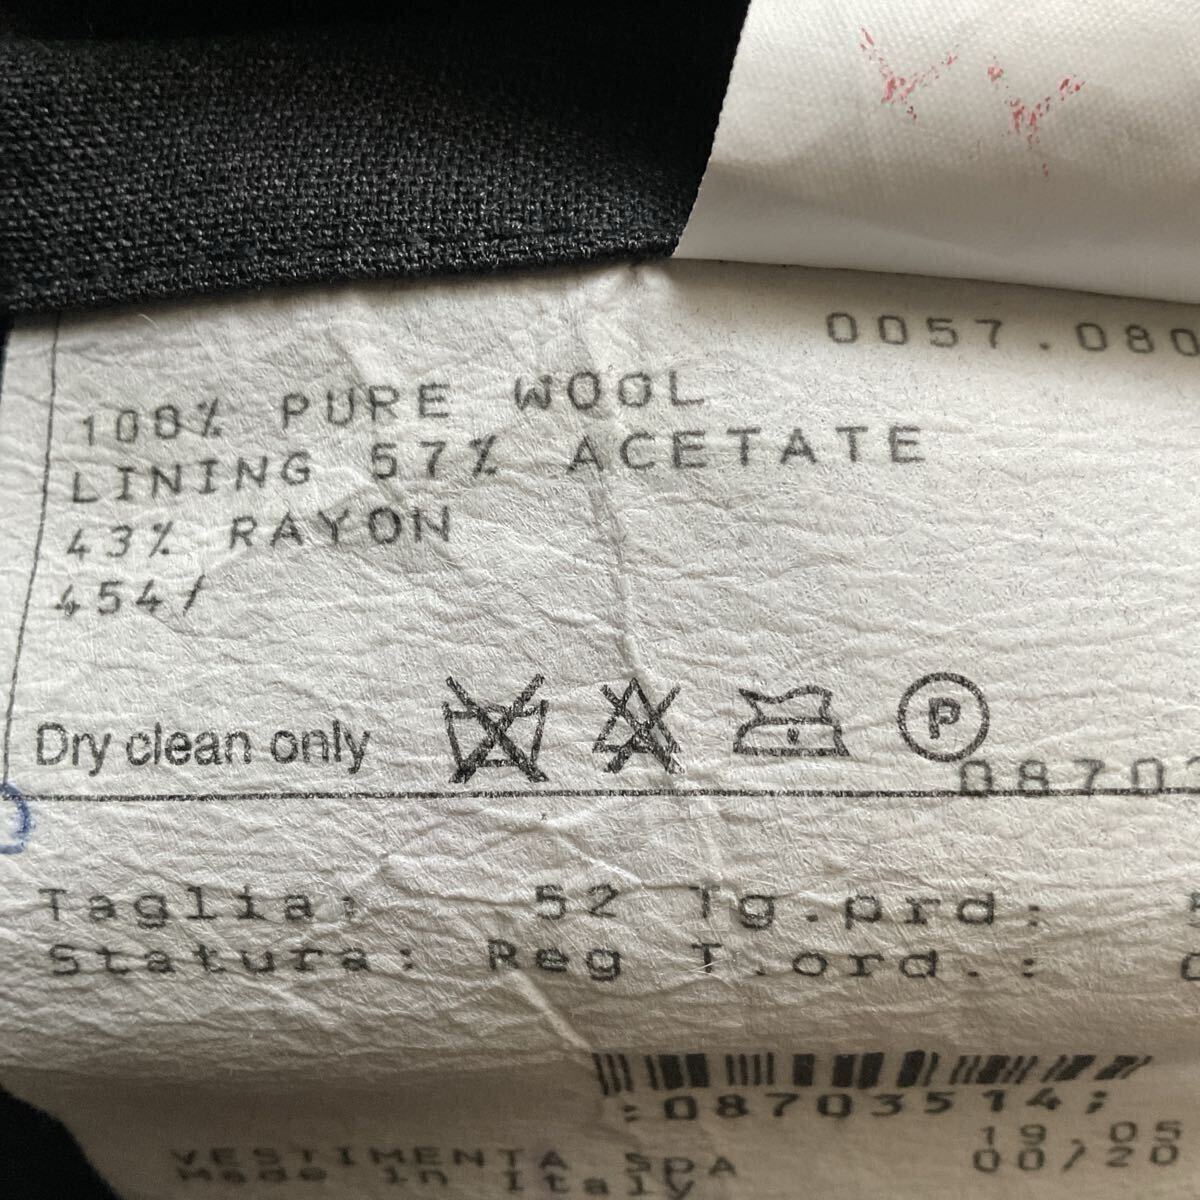 0057.080
100% PURE WOOL
LINING 57% ACETATE
43% RAYON
454/
Dry clean only
P
08703
Taglia: 52 Tg.prd:
Statura: Reg T.ord.:
:08703514;
19.05
00/20
VESTIMENTA SPA
Made in Italy